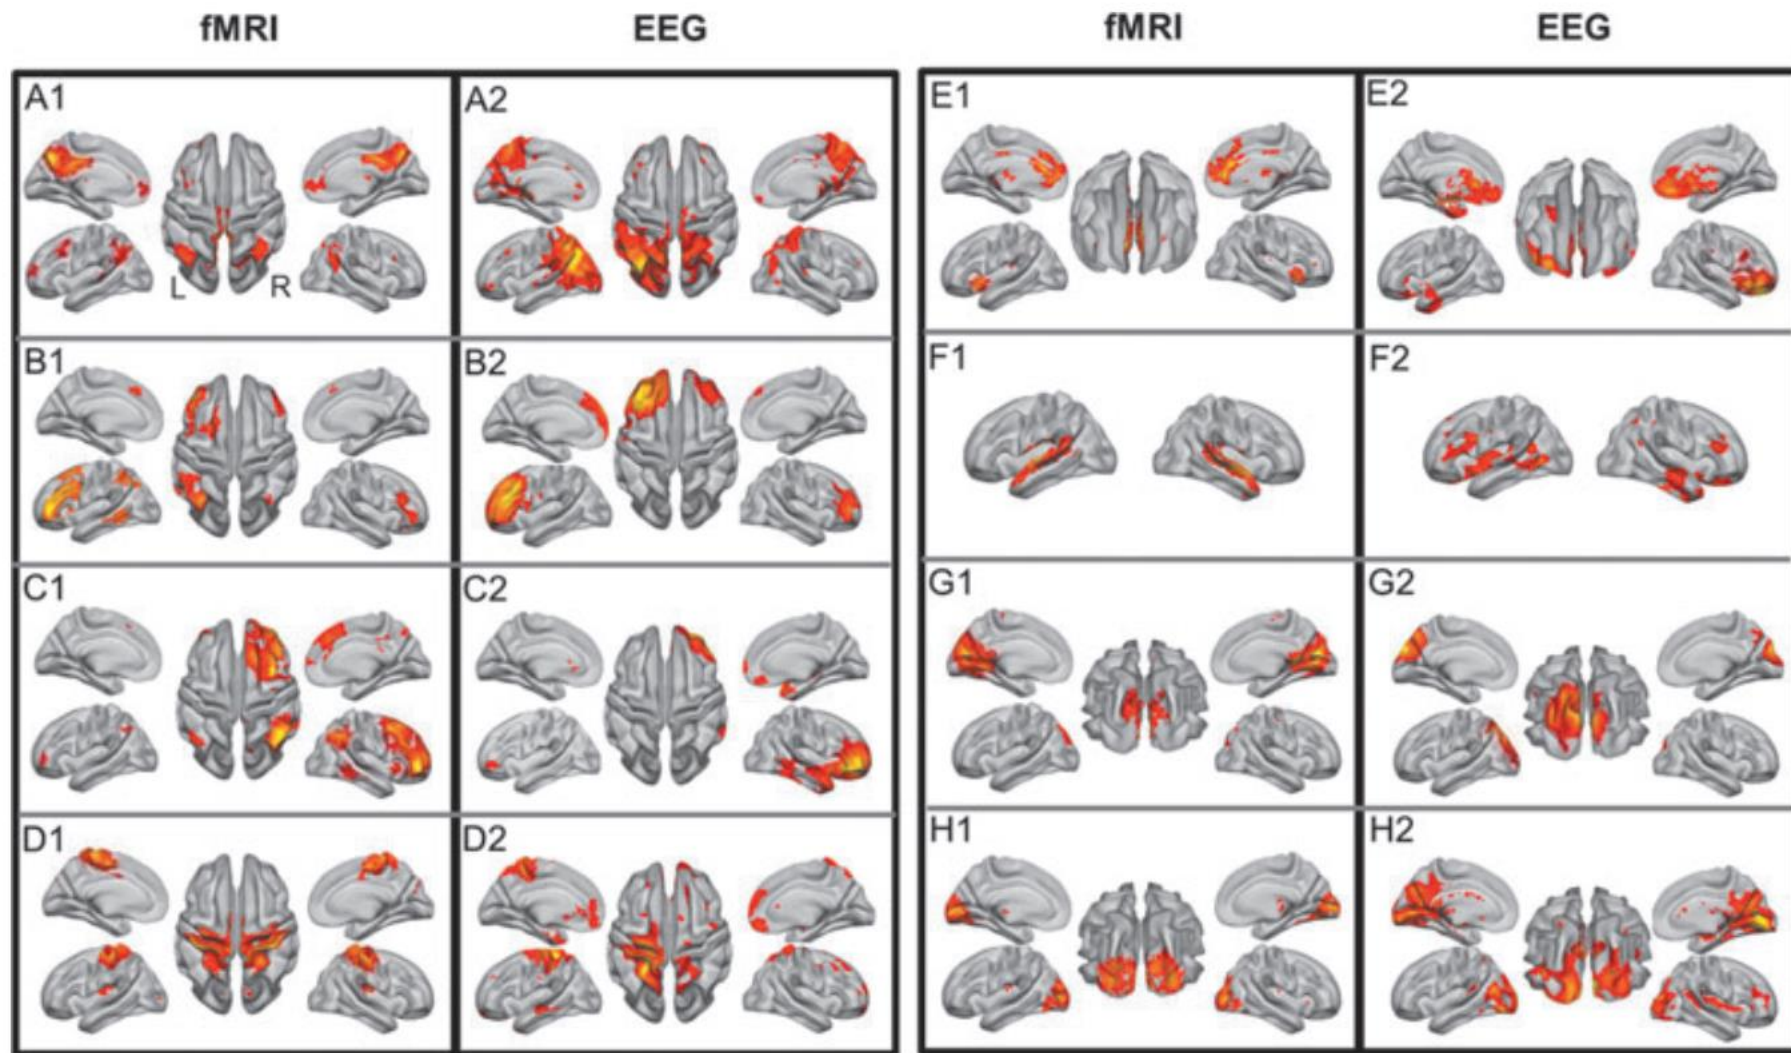 fMRI EEG fMRI EEG
A1 A2 E1 E2
L R
B1 B2 F1 F2
C1 C2 G1 G2
D1 D2 H1 H2